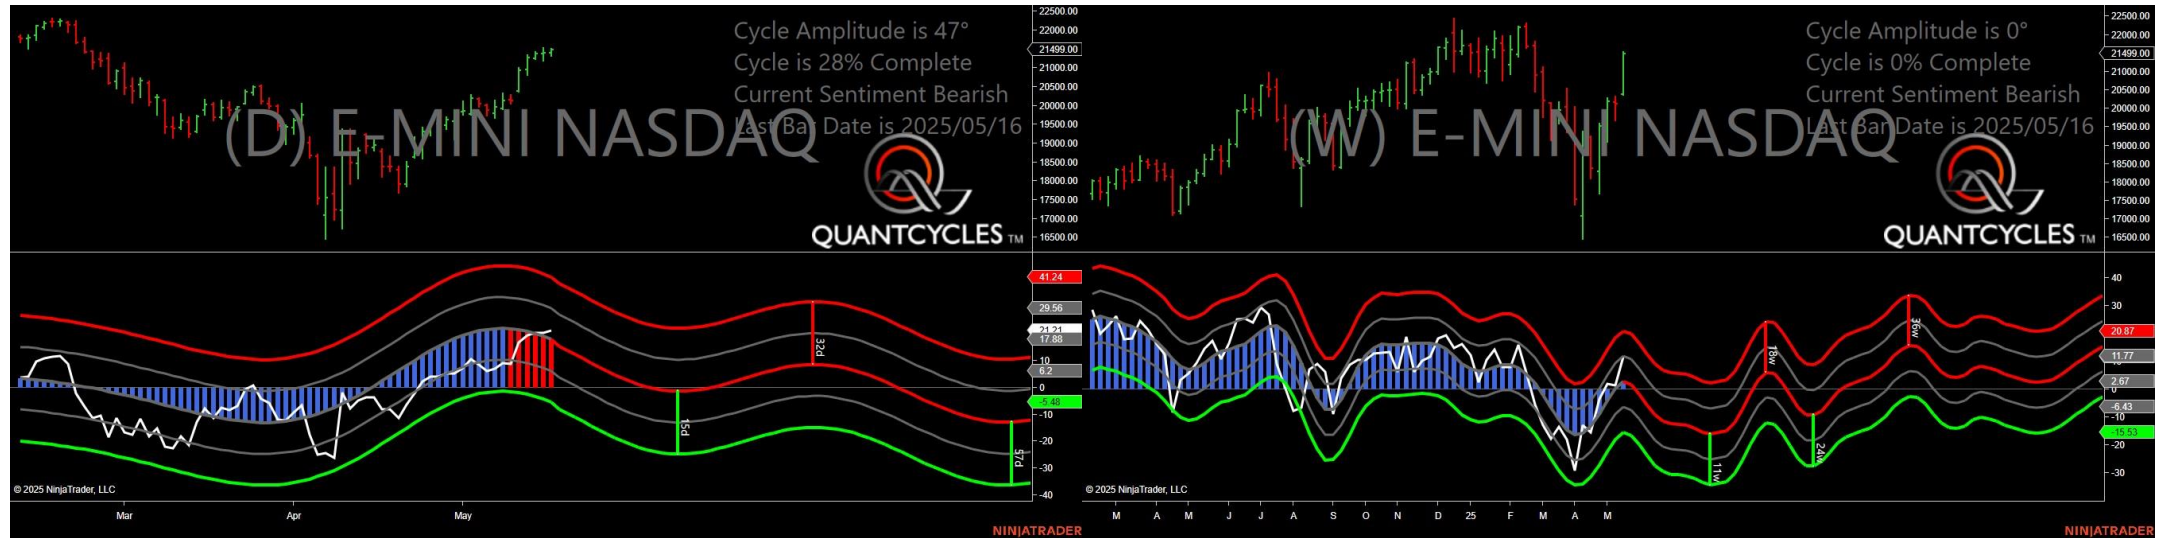 Cycle Amplitude is 47°
Cycle is 28% Complete
Current Sentiment Bearish
Last Bar Date is 2025/05/16
(D) E-MINI NASDAQ
QUANTCYCLES TM
22500.00
22000.00
21499.00
21000.00
20500.00
20000.00
19500.00
19000.00
18500.00
18000.00
17500.00
17000.00
16500.00
41.24
29.56
21.21
17.88
10
6.2
0
-5.48
-10
-20
-30
-40
32d
15d
57d
© 2025 NinjaTrader, LLC
Mar Apr May
NINJATRADER
Cycle Amplitude is 0°
Cycle is 0% Complete
Current Sentiment Bearish
Last Bar Date is 2025/05/16
(W) E-MINI NASDAQ
QUANTCYCLES TM
22500.00
22000.00
21499.00
21000.00
20500.00
20000.00
19500.00
19000.00
18500.00
18000.00
17500.00
17000.00
16500.00
40
30
20.87
11.77
2.67
0
-6.43
-10
-15.53
-20
-30
18w
36w
11w
24w
© 2025 NinjaTrader, LLC
M A M J J A S O N D 25 F M A M
NINJATRADER